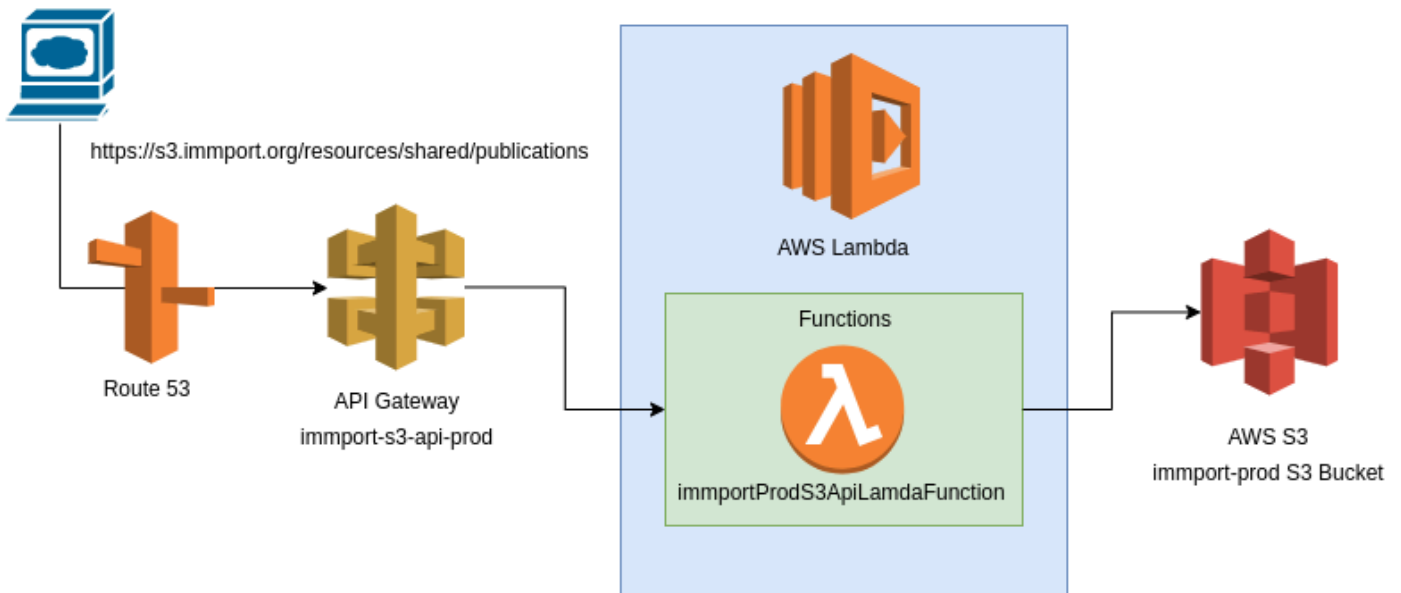 https://s3.immport.org/resources/shared/publications
Route 53
API Gateway
immport-s3-api-prod
AWS Lambda
Functions
immportProdS3ApiLamdaFunction
AWS S3
immport-prod S3 Bucket